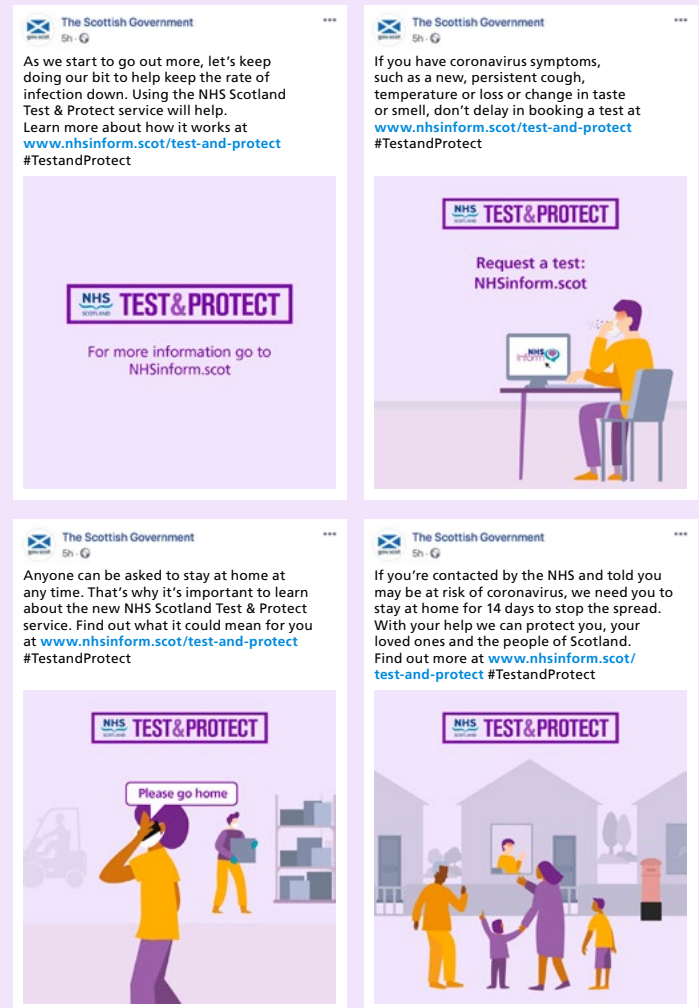 The Scottish Government
5h
As we start to go out more, let's keep
doing our bit to help keep the rate of
infection down. Using the NHS Scotland
Test & Protect service will help.
Learn more about how it works at
www.nhsinform.scot/test-and-protect
#TestandProtect
NHS
SCOTLAND
TEST&PROTECT
For more information go to
NHSinform.scot
The Scottish Government
5h
If you have coronavirus symptoms,
such as a new, persistent cough,
temperature or loss or change in taste
or smell, don't delay in booking a test at
www.nhsinform.scot/test-and-protect
#TestandProtect
NHS
SCOTLAND
TEST&PROTECT
Request a test:
NHSinform.scot
NHS
inform
The Scottish Government
5h
Anyone can be asked to stay at home at
any time. That's why it's important to learn
about the new NHS Scotland Test & Protect
service. Find out what it could mean for you
at www.nhsinform.scot/test-and-protect
#TestandProtect
NHS
SCOTLAND
TEST&PROTECT
Please go home
The Scottish Government
5h
If you're contacted by the NHS and told you
may be at risk of coronavirus, we need you to
stay at home for 14 days to stop the spread.
With your help we can protect you, your
loved ones and the people of Scotland.
Find out more at www.nhsinform.scot/
test-and-protect #TestandProtect
NHS
SCOTLAND
TEST&PROTECT